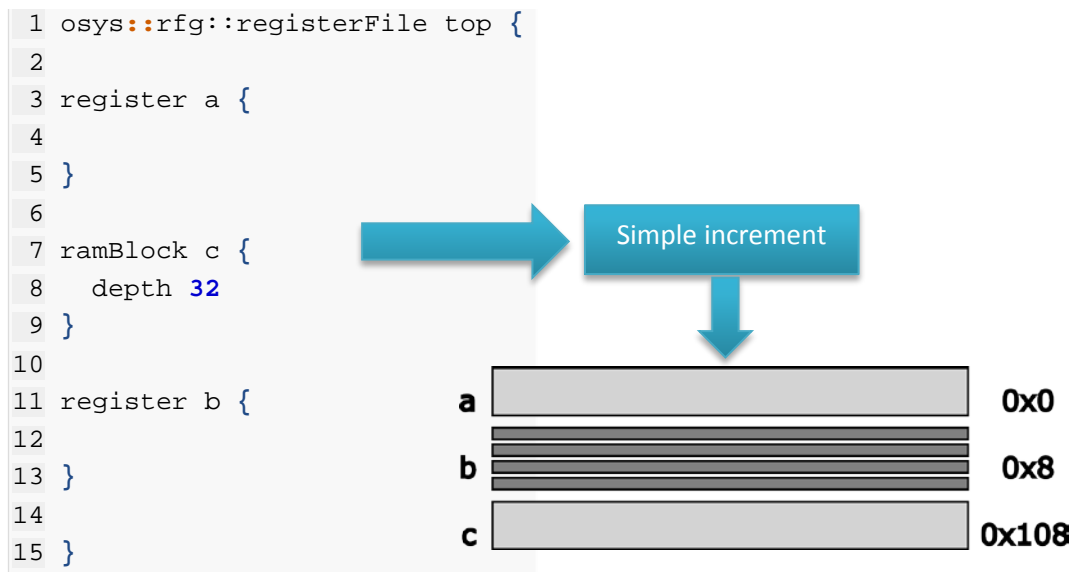 1 osys::rfg::registerFile top {
2
3 register a {
4
5 }
6
7 ramBlock c {
8   depth 32
9 }
10
11 register b {
12
13 }
14
15 }
Simple increment
a 0x0
b 0x8
c 0x108